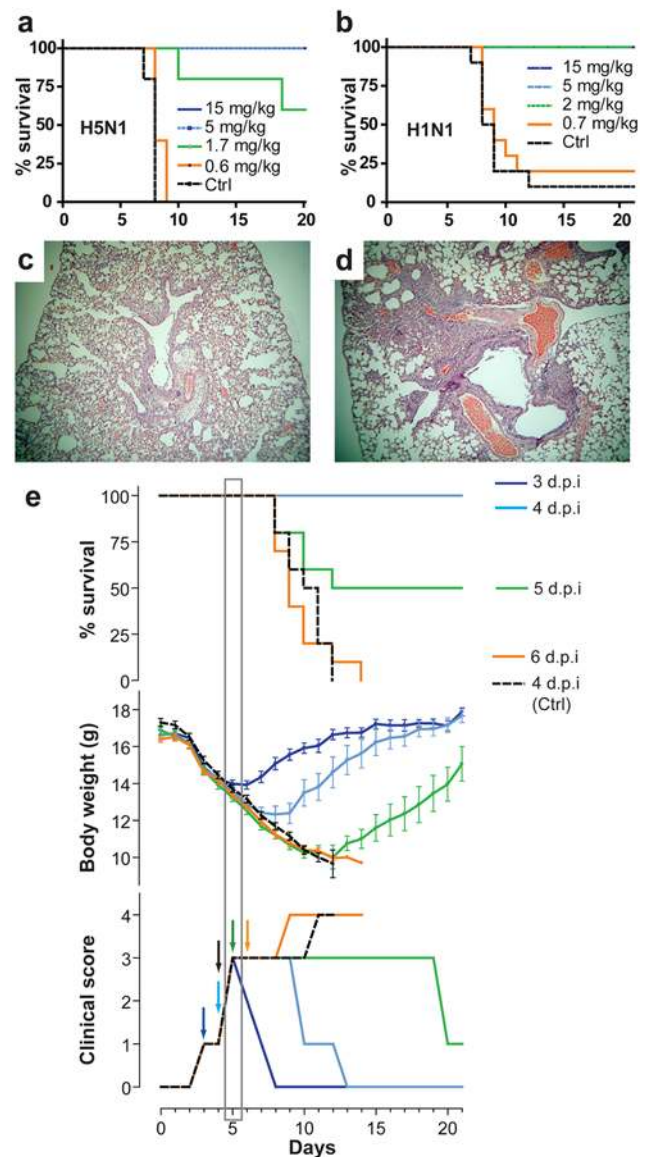 a
% survival
100
75
50
25
0
0 5 10 15 20
H5N1
15 mg/kg
5 mg/kg
1.7 mg/kg
0.6 mg/kg
Ctrl
b
% survival
100
75
50
25
0 5 10 15 20
H1N1
15 mg/kg
5 mg/kg
2 mg/kg
0.7 mg/kg
Ctrl
c
d
e
% survival
100
75
50
25
0
3 d.p.i
4 d.p.i
5 d.p.i
6 d.p.i
4 d.p.i
(Ctrl)
Body weight (g)
18
16
14
12
10
Clinical score
4
3
2
1
0
0 5 10 15 20
Days